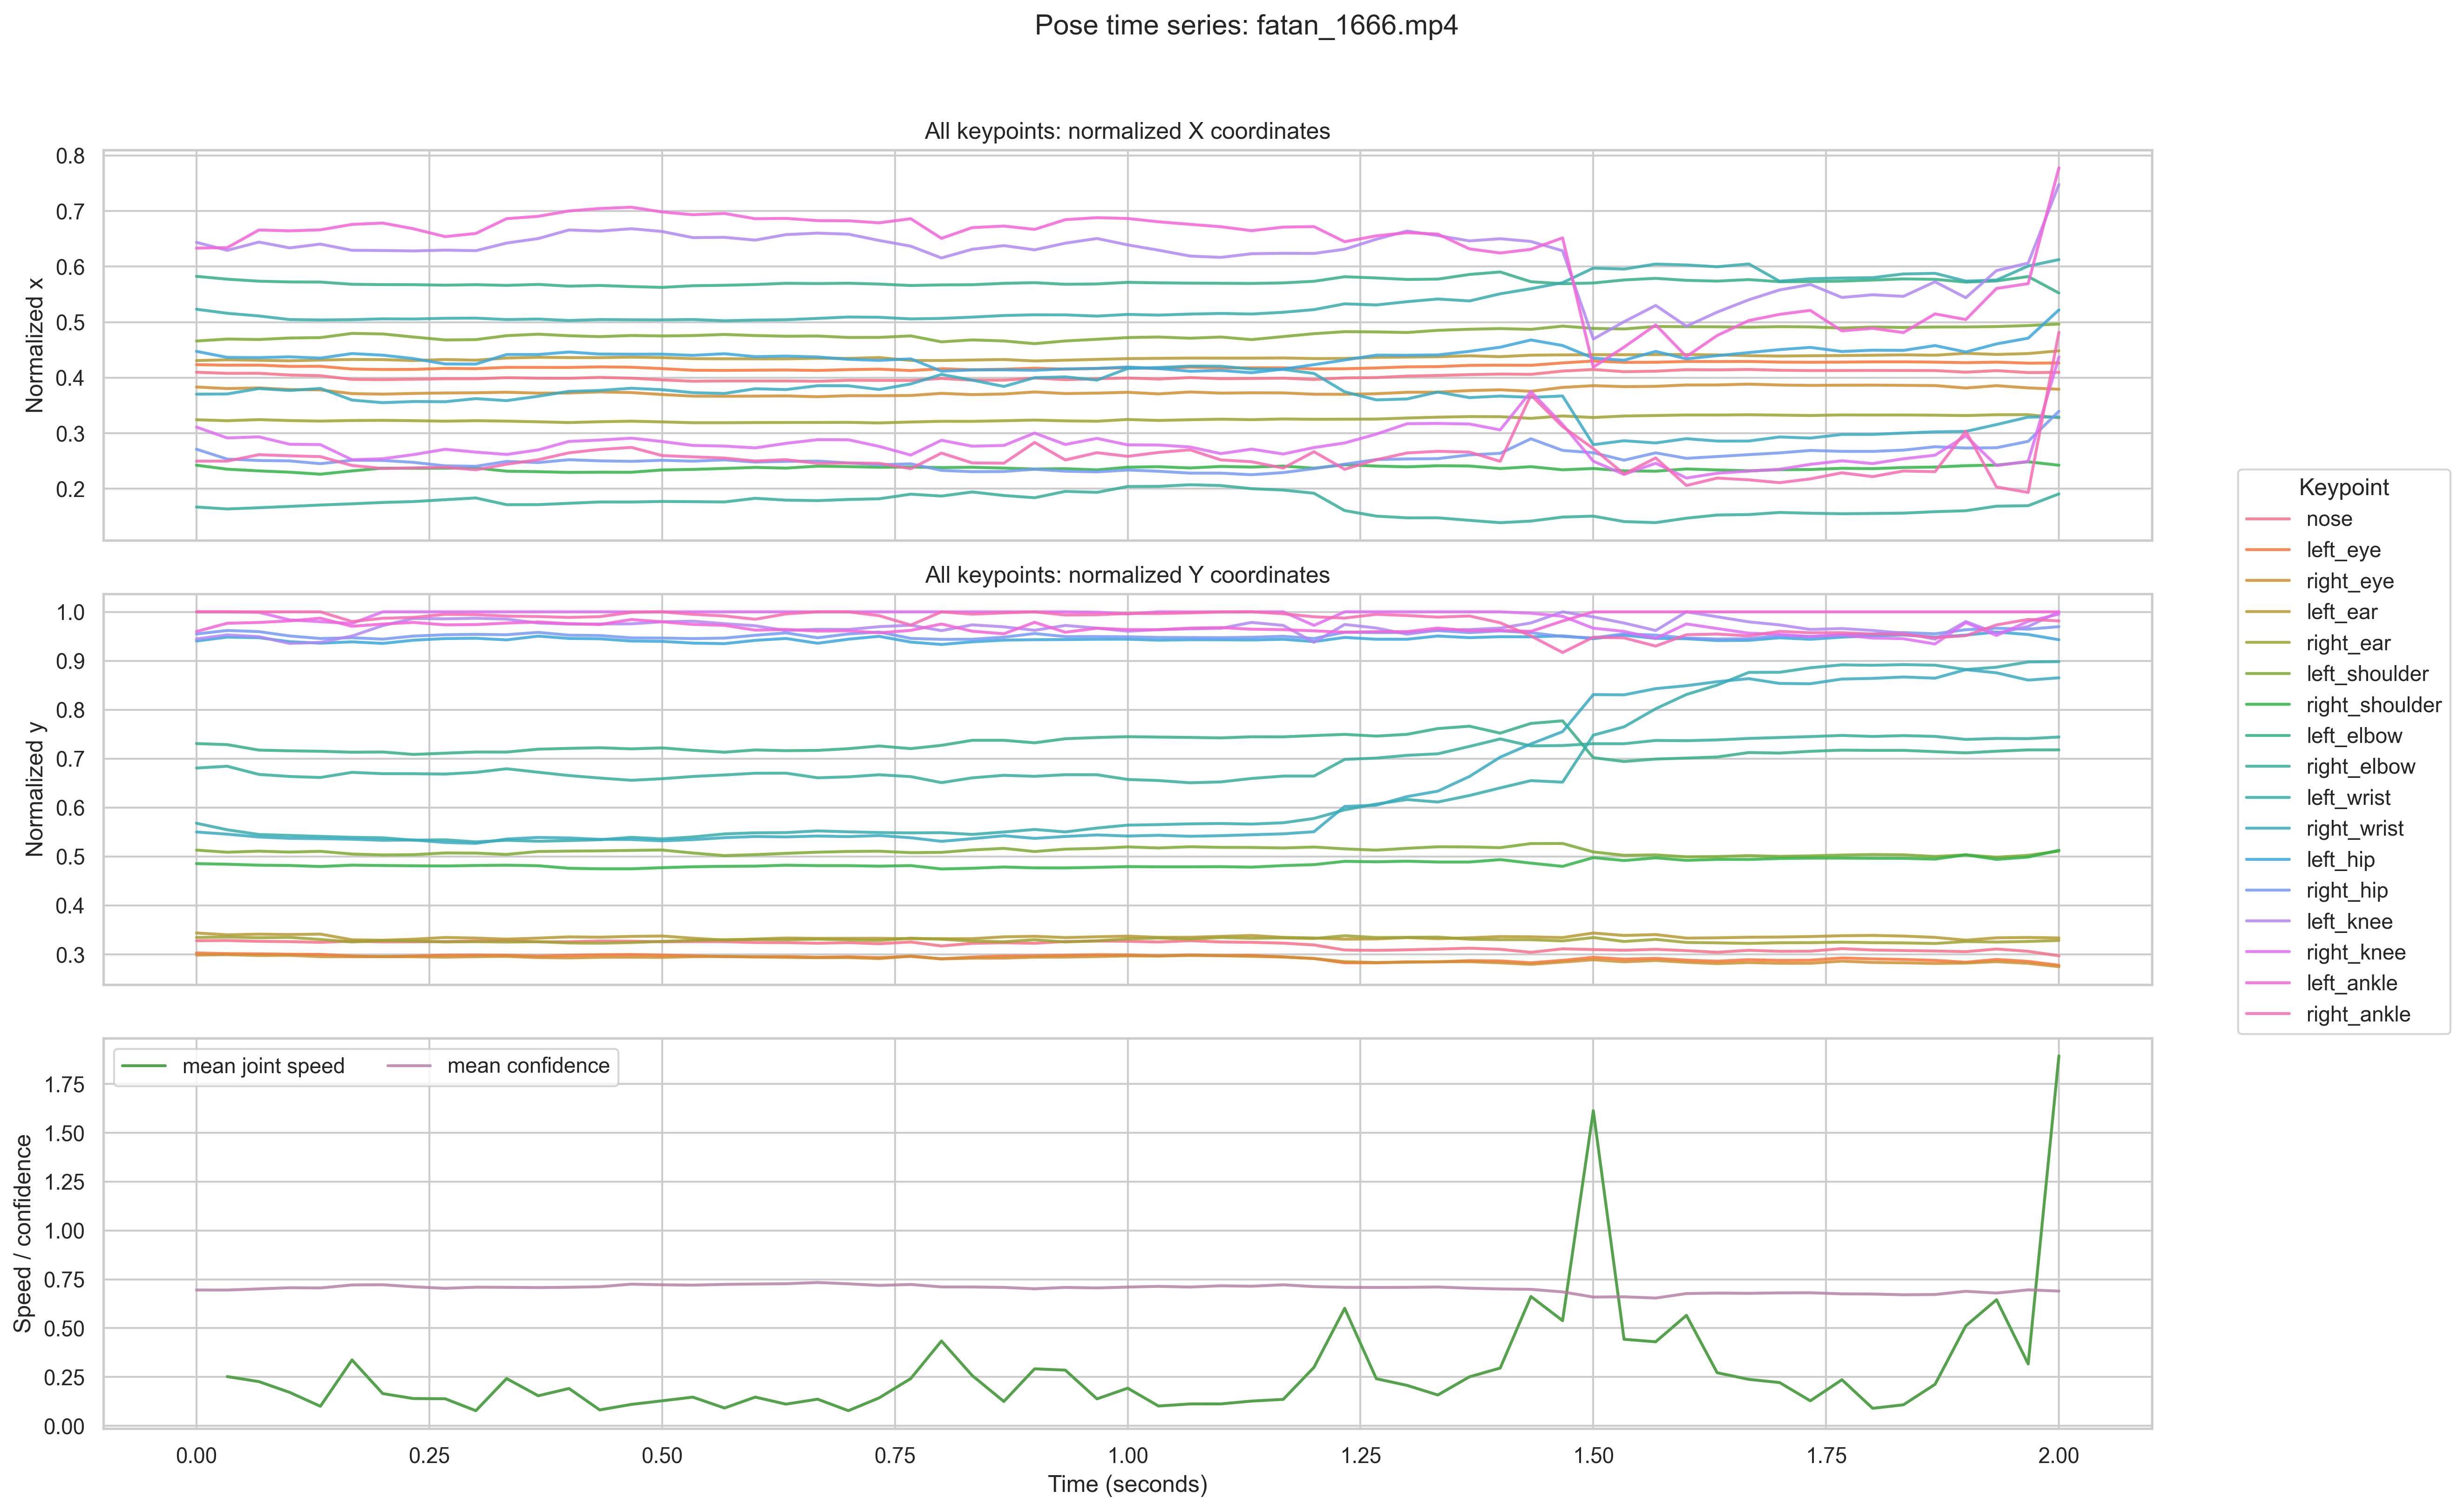 Pose time series: fatan_1666.mp4
All keypoints: normalized X coordinates
Normalized x
0.8
0.7
0.6
0.5
0.4
0.3
0.2
All keypoints: normalized Y coordinates
Normalized y
1.0
0.9
0.8
0.7
0.6
0.5
0.4
0.3
Keypoint
nose
left_eye
right_eye
left_ear
right_ear
left_shoulder
right_shoulder
left_elbow
right_elbow
left_wrist
right_wrist
left_hip
right_hip
left_knee
right_knee
left_ankle
right_ankle
mean joint speed mean confidence
Speed / confidence
1.75
1.50
1.25
1.00
0.75
0.50
0.25
0.00
0.00 0.25 0.50 0.75 1.00 1.25 1.50 1.75 2.00
Time (seconds)